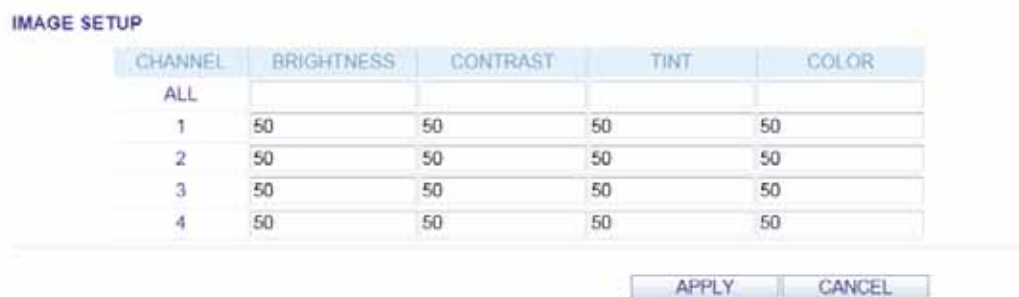 IMAGE SETUP
CHANNEL BRIGHTNESS CONTRAST TINT COLOR
ALL
1 50 50 50 50
2 50 50 50 50
3 50 50 50 50
4 50 50 50 50
APPLY CANCEL